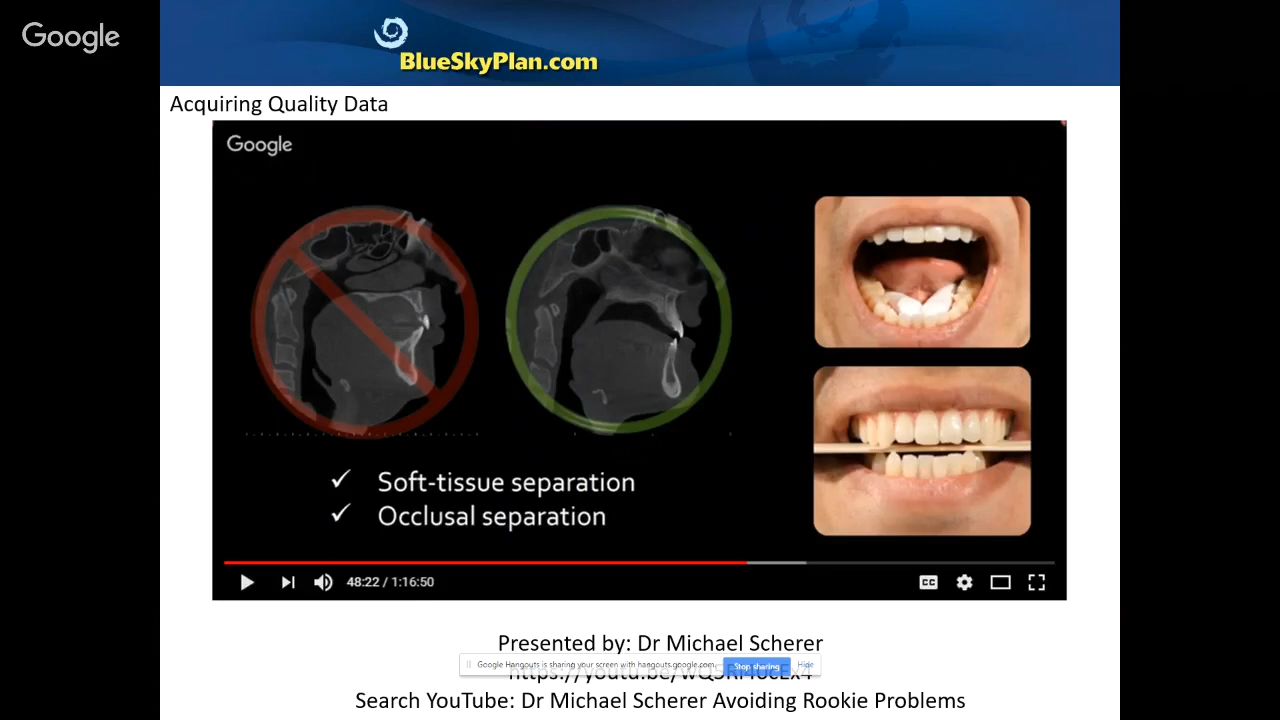 Google
BlueSkyPlan.com
Acquiring Quality Data
Google
✓ Soft-tissue separation
✓ Occlusal separation
48:22 / 1:16:50
CC
Presented by: Dr Michael Scherer
Google Hangouts is sharing your screen with hangouts.google.com.
Stop sharing
Hide
Search YouTube: Dr Michael Scherer Avoiding Rookie Problems